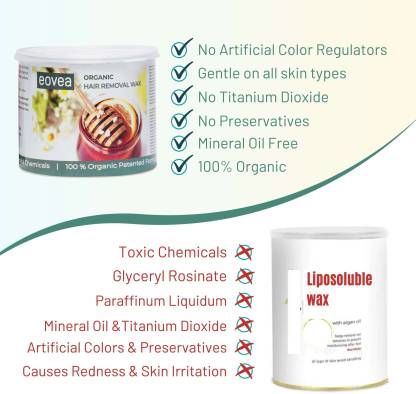 No Artificial Color Regulators
Gentle on all skin types
No Titanium Dioxide
No Preservatives
Mineral Oil Free
100% Organic
eovea
ORGANIC
HAIR REMOVAL WAX
Chemicals | 100 % Organic Patented
Toxic Chemicals
Glyceryl Rosinate
Paraffinum Liquidum
Mineral Oil &Titanium Dioxide
Artificial Colors & Preservatives
Causes Redness & Skin Irritation
Liposoluble
wax
with argan oil